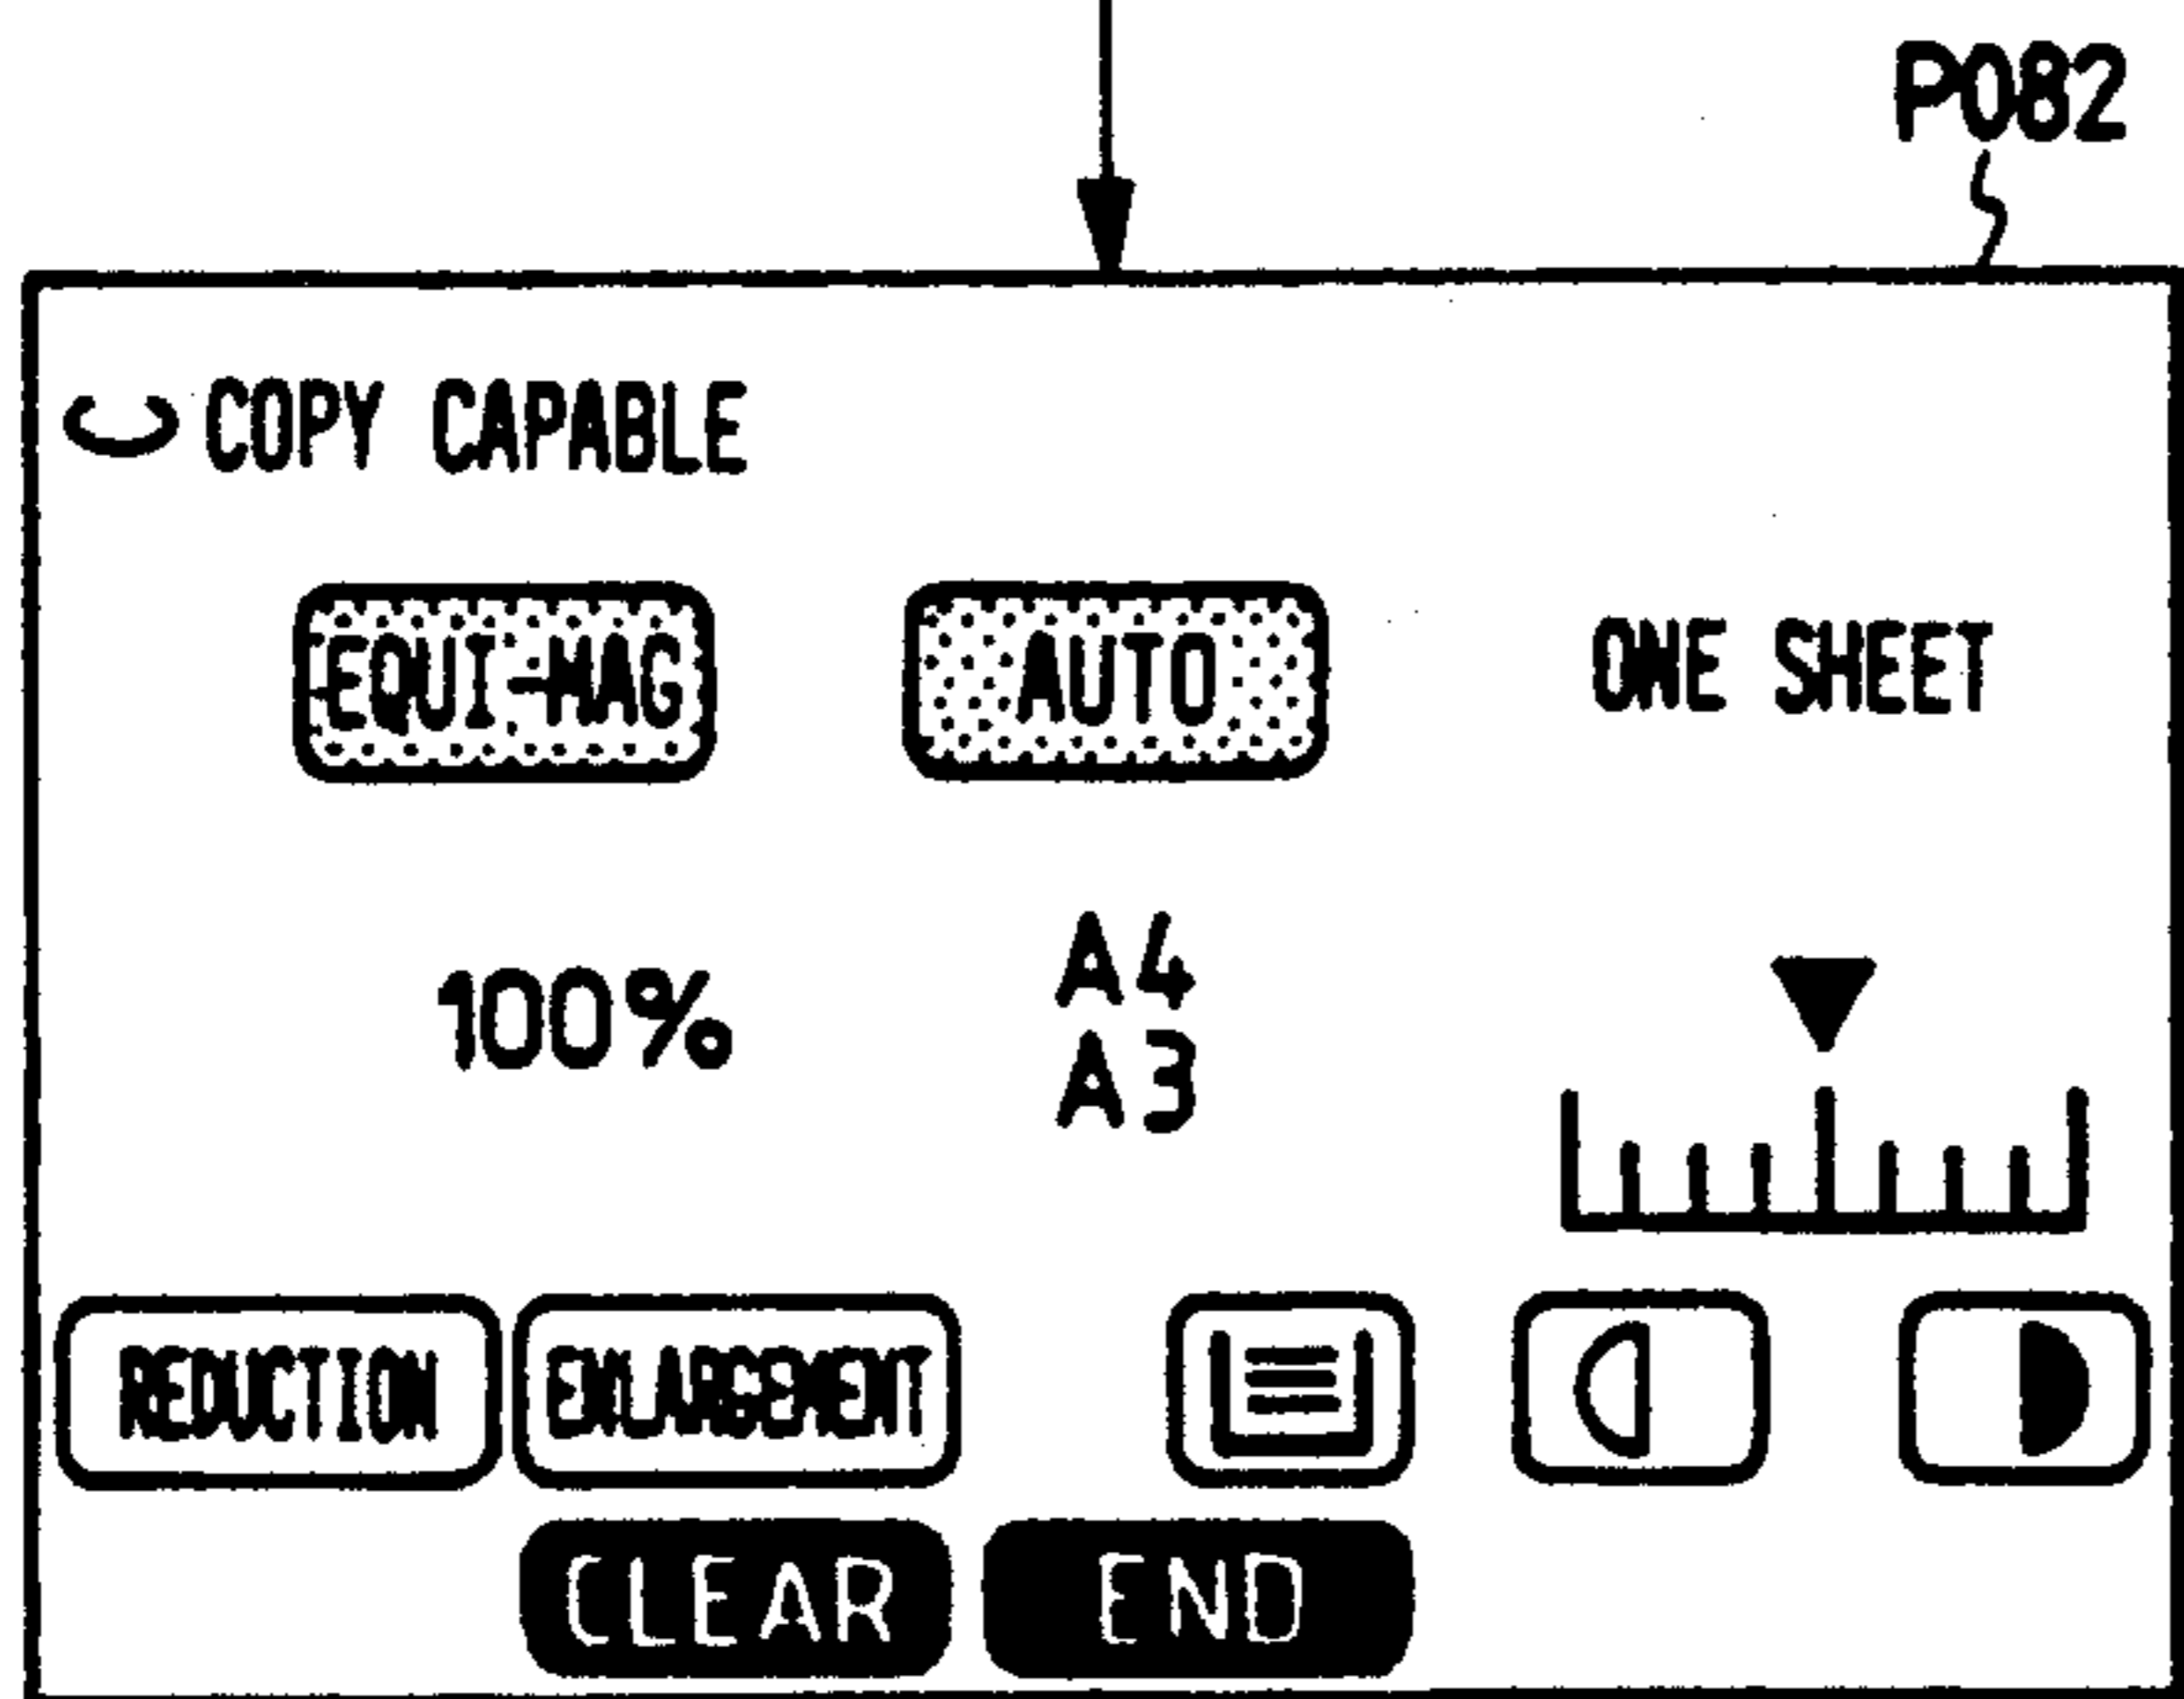 P082
COPY CAPABLE
EQUI-MAG AUTO ONE SHEET
100% A4
A3
REDUCTION ENLARGEMENT
CLEAR END